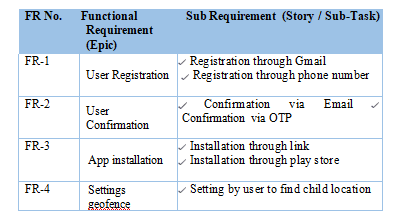 FR No. Functional Requirement (Epic) Sub Requirement (Story / Sub-Task)
FR-1 User Registration ✓ Registration through Gmail
✓ Registration through phone number
FR-2 User Confirmation ✓ Confirmation via Email ✓
Confirmation via OTP
FR-3 App installation ✓ Installation through link
✓ Installation through play store
FR-4 Settings geofence ✓ Setting by user to find child location